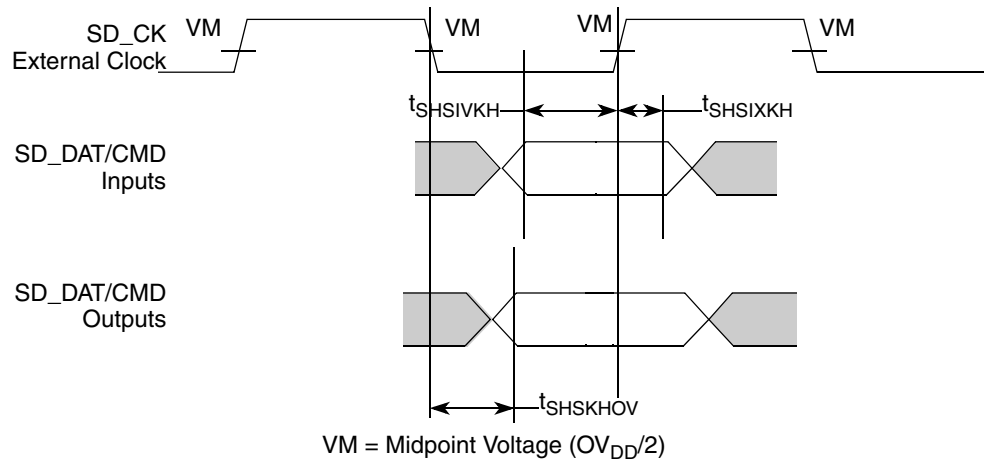 SD_CK
External Clock
VM
VM
VM
VM
tSHSIVKH
tSHSIXKH
SD_DAT/CMD
Inputs
SD_DAT/CMD
Outputs
tSHSKHOV
VM = Midpoint Voltage (OVDD/2)